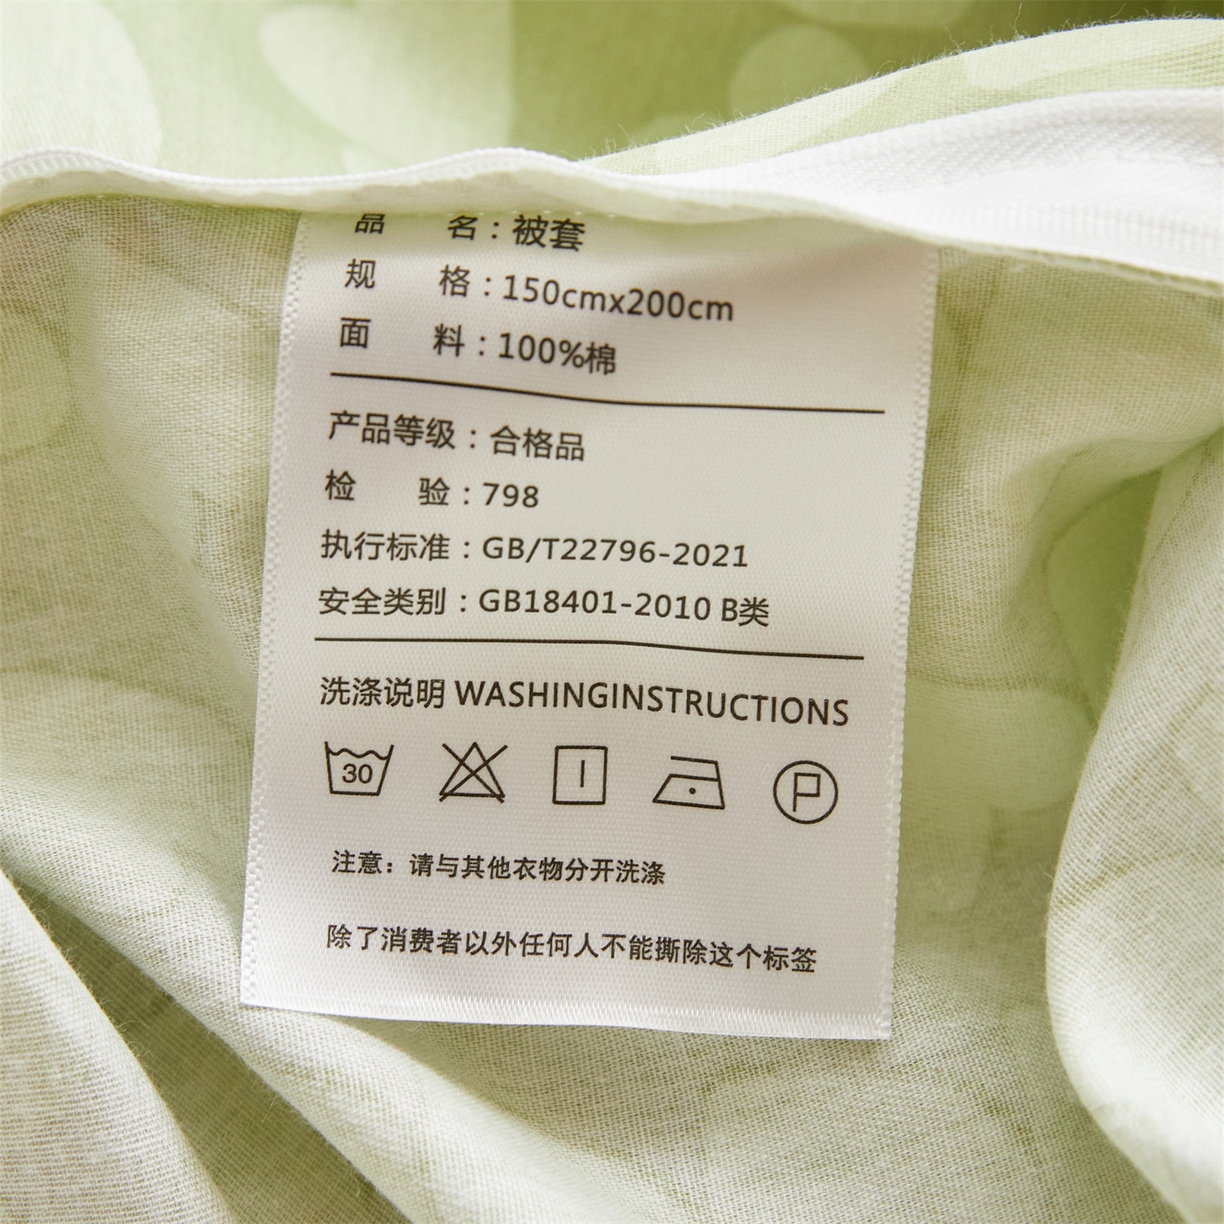 品 名：被套
规 格：150cmx200cm
面 料：100%棉
产品等级：合格品
检 验：798
执行标准：GB/T22796-2021
安全类别：GB18401-2010 B类
洗涤说明 WASHINGINSTRUCTIONS
30 P
注意：请与其他衣物分开洗涤
除了消费者以外任何人不能撕除这个标签